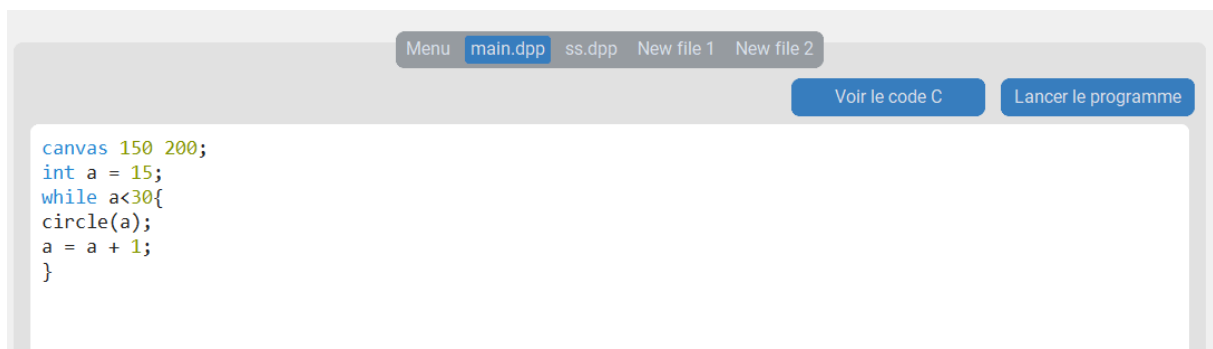 Menu main.dpp ss.dpp New file 1 New file 2
Voir le code C Lancer le programme
canvas 150 200;
int a = 15;
while a<30{
circle(a);
a = a + 1;
}